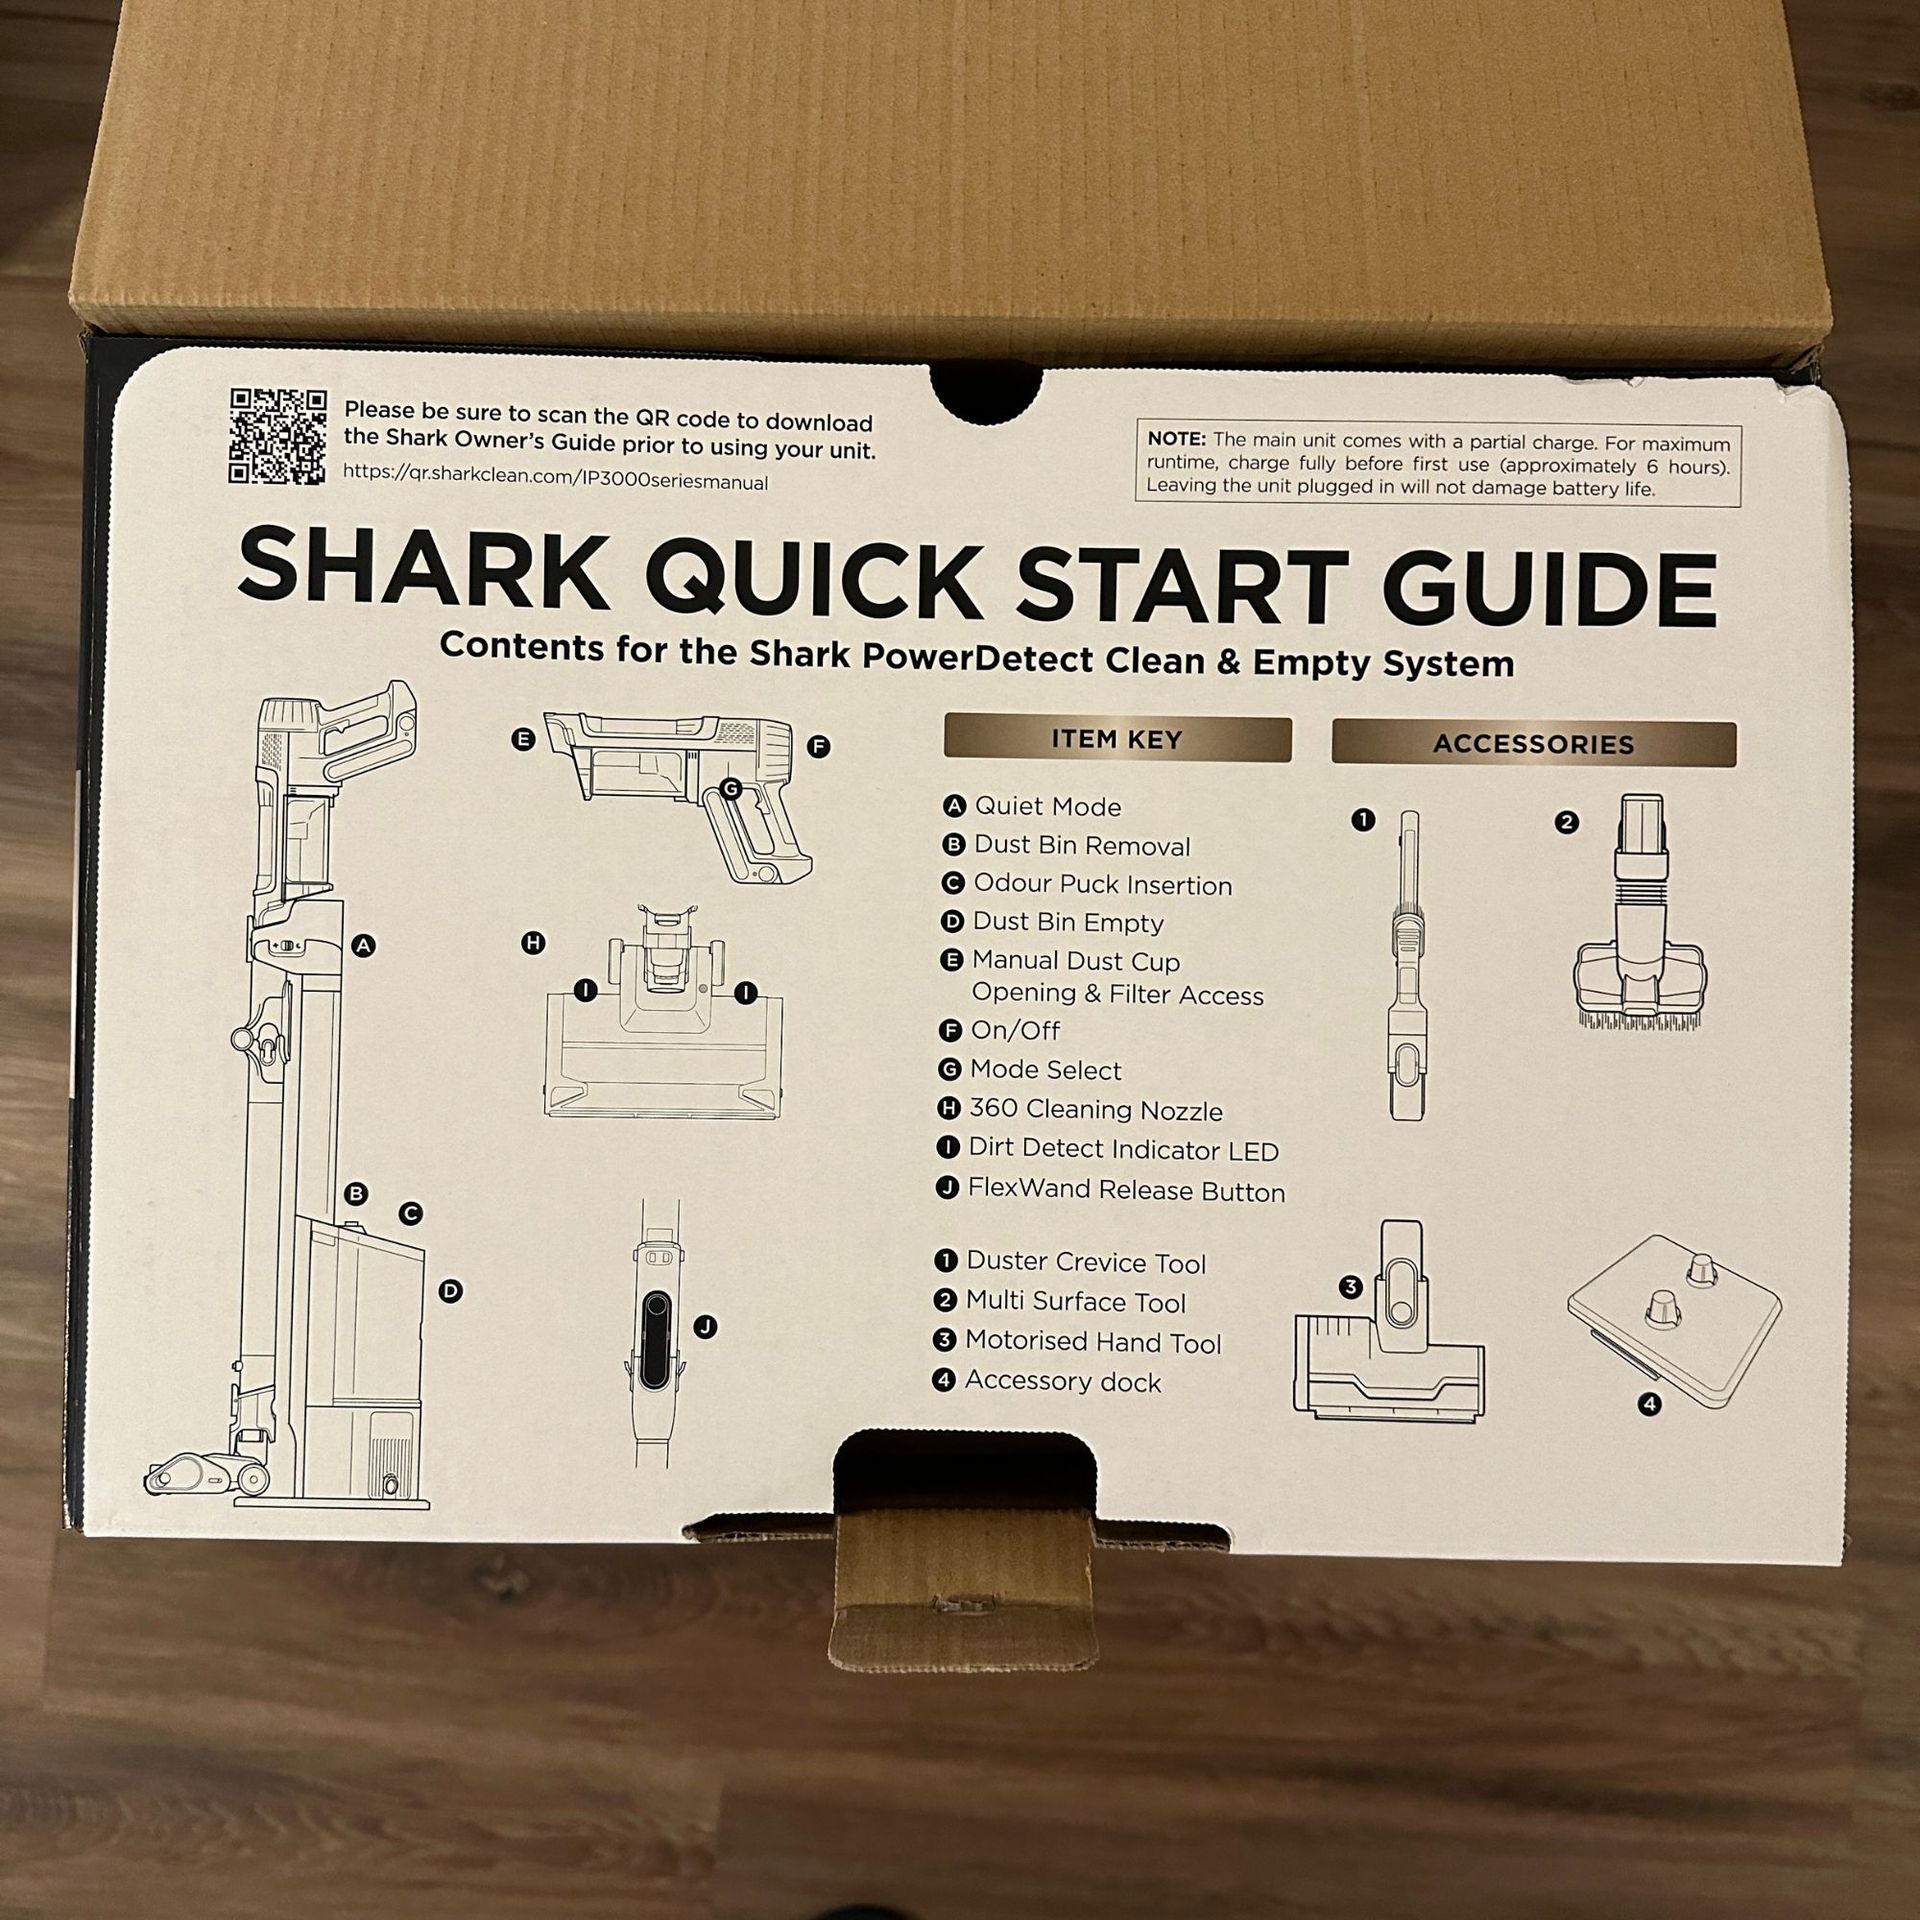 Please be sure to scan the QR code to download
the Shark Owner's Guide prior to using your unit.
https://qr.sharkclean.com/IP3000seriesmanual
NOTE: The main unit comes with a partial charge. For maximum
runtime, charge fully before first use (approximately 6 hours).
Leaving the unit plugged in will not damage battery life.
SHARK QUICK START GUIDE
Contents for the Shark PowerDetect Clean & Empty System
A
B
C
D
E
F
G
H
I
I
J
ITEM KEY
A Quiet Mode
B Dust Bin Removal
C Odour Puck Insertion
D Dust Bin Empty
E Manual Dust Cup
Opening & Filter Access
F On/Off
G Mode Select
H 360 Cleaning Nozzle
I Dirt Detect Indicator LED
J FlexWand Release Button
1 Duster Crevice Tool
2 Multi Surface Tool
3 Motorised Hand Tool
4 Accessory dock
ACCESSORIES
1
2
3
4